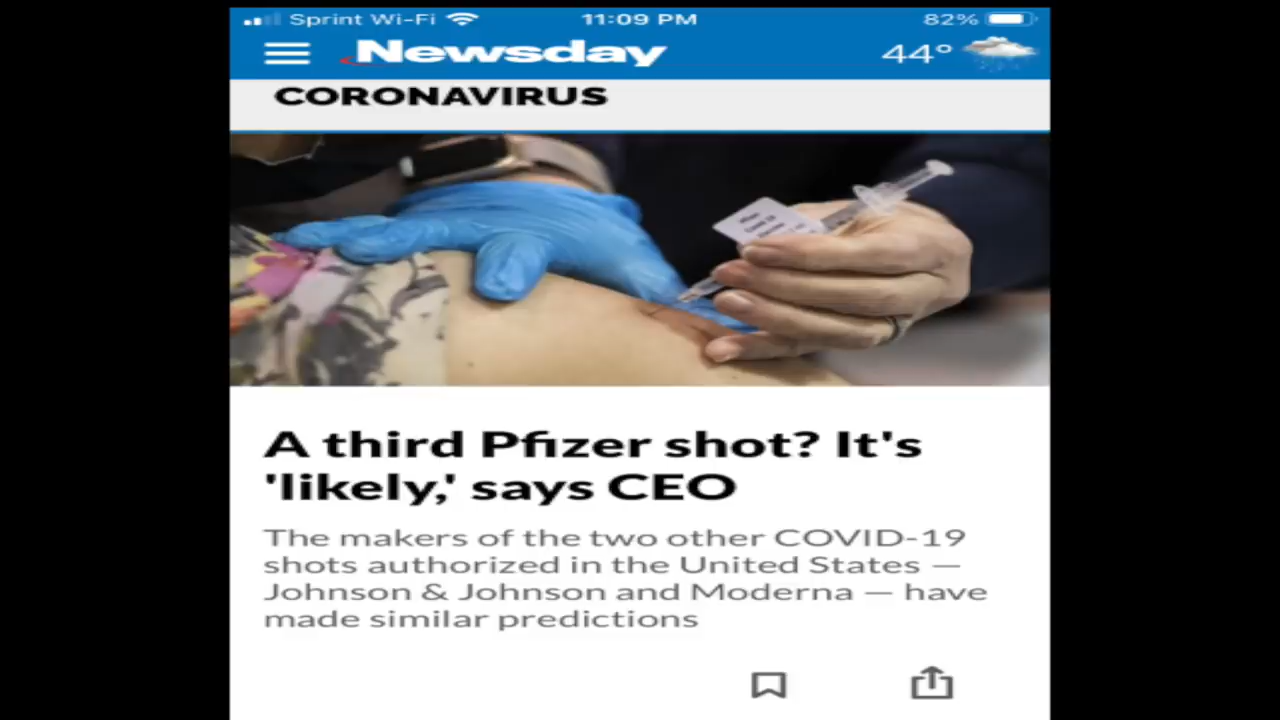 Sprint Wi-Fi 11:09 PM 82%
Newsday 44°
CORONAVIRUS
A third Pfizer shot? It's
'likely,' says CEO
The makers of the two other COVID-19
shots authorized in the United States —
Johnson & Johnson and Moderna — have
made similar predictions